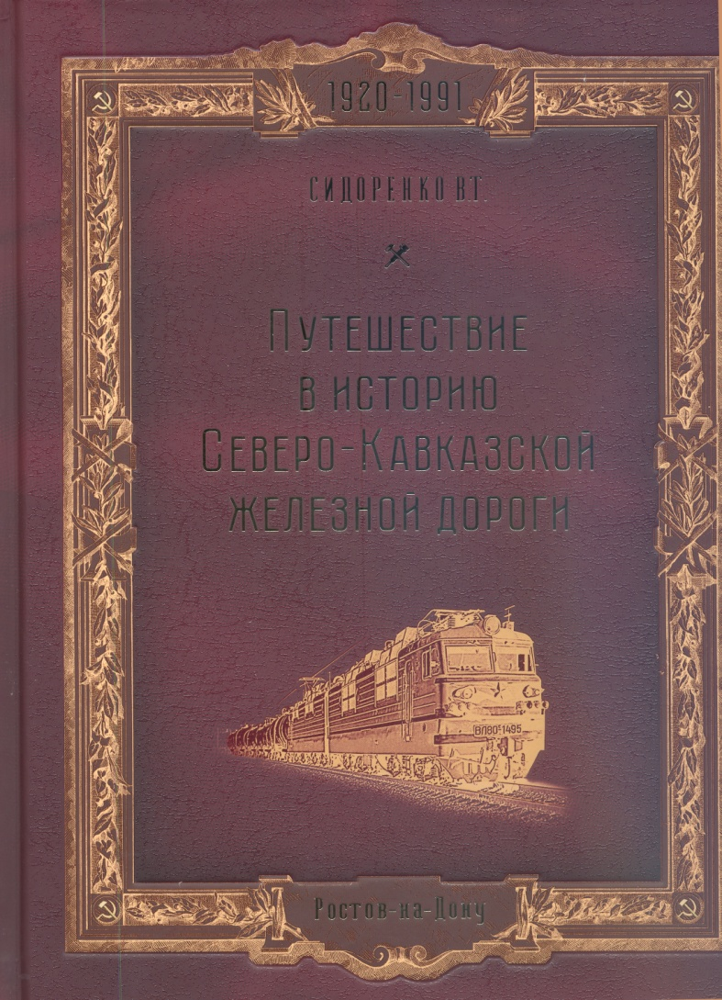 1920-1991
СИДОРЕНКО В.Т.
Путешествие
в историю
Северо-Кавказской
железной дороги
ВЛ80С-1495
Ростов-на-Дону